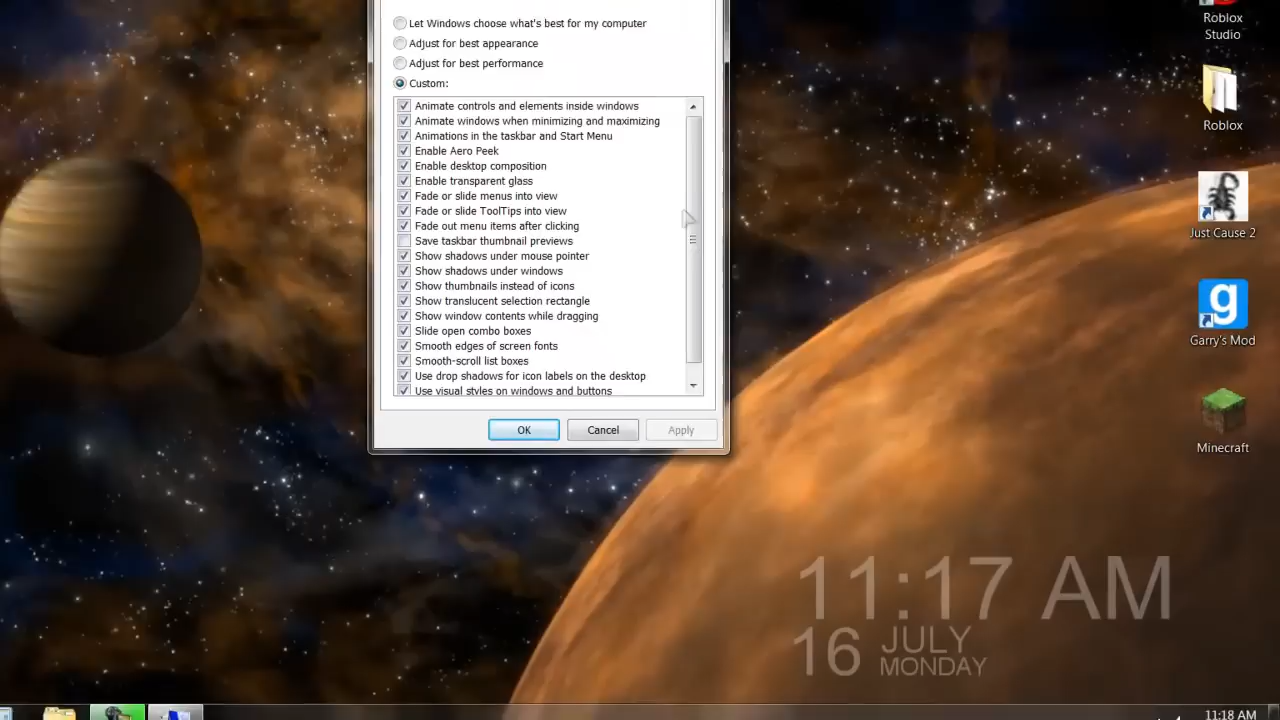 Let Windows choose what's best for my computer
Adjust for best appearance
Adjust for best performance
Custom:
Animate controls and elements inside windows
Animate windows when minimizing and maximizing
Animations in the taskbar and Start Menu
Enable Aero Peek
Enable desktop composition
Enable transparent glass
Fade or slide menus into view
Fade or slide ToolTips into view
Fade out menu items after clicking
Save taskbar thumbnail previews
Show shadows under mouse pointer
Show shadows under windows
Show thumbnails instead of icons
Show translucent selection rectangle
Show window contents while dragging
Slide open combo boxes
Smooth edges of screen fonts
Smooth-scroll list boxes
Use drop shadows for icon labels on the desktop
Use visual styles on windows and buttons
OK
Cancel
Apply
Roblox
Studio
Roblox
Just Cause 2
g
Garry's Mod
Minecraft
11:17 AM
16
JULY
MONDAY
11:18 AM